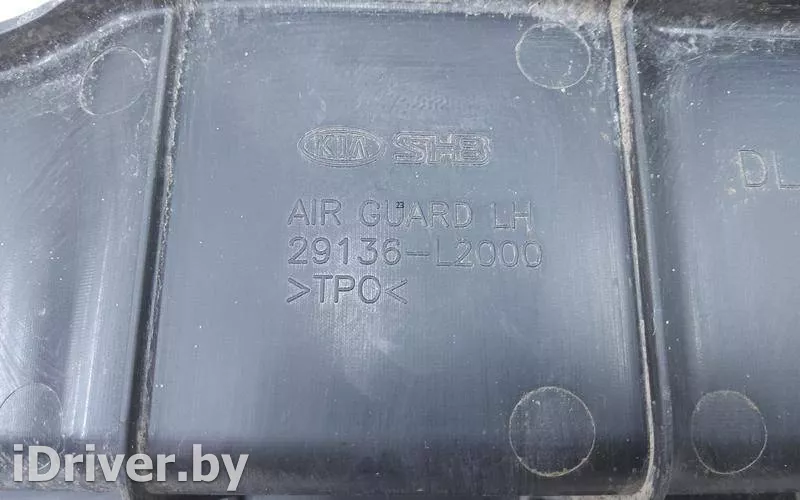 KIA SHB
DL
AIR GUARD LH
29136-L2000
>TPO<
iDriver.by